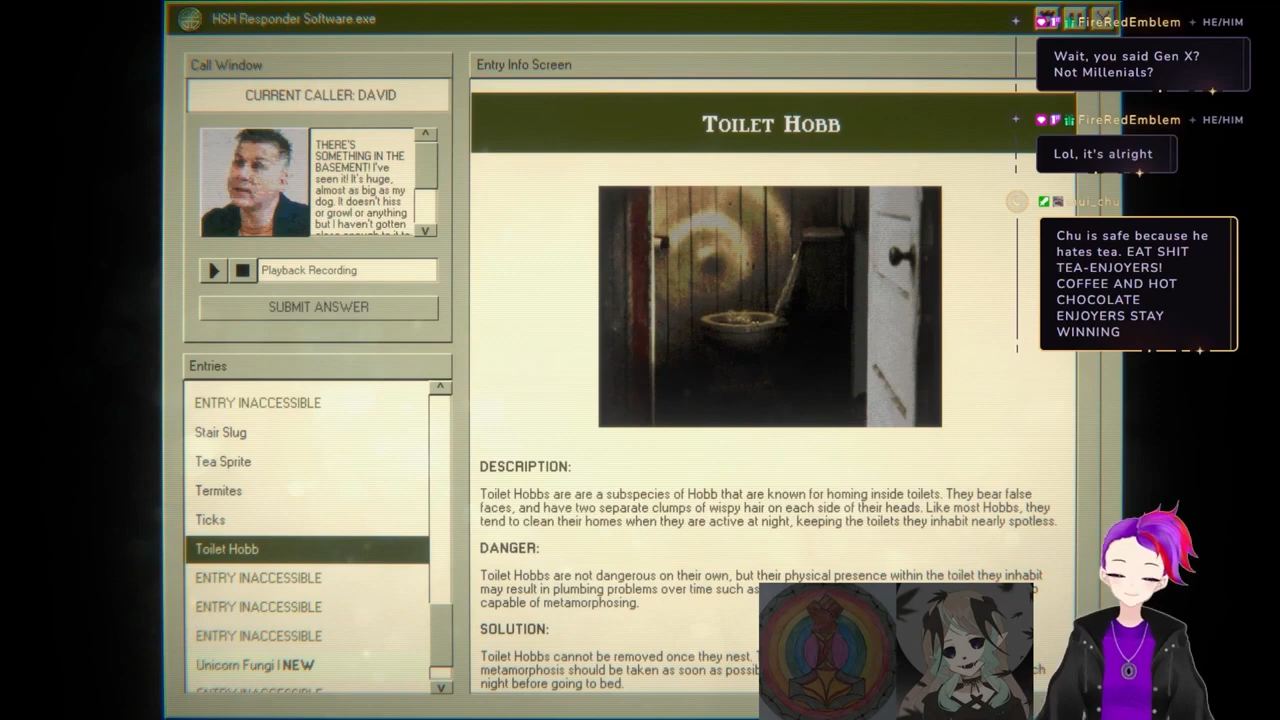 HSH Responder Software.exe
Call Window
CURRENT CALLER: DAVID
THERE'S
SOMETHING IN THE
BASEMENT! I've
seen it! It's huge,
almost as big as my
dog. It doesn't hiss
or growl or anything
but I haven't gotten
Playback Recording
SUBMIT ANSWER
Entries
ENTRY INACCESSIBLE
Stair Slug
Tea Sprite
Termites
Ticks
Toilet Hobb
ENTRY INACCESSIBLE
ENTRY INACCESSIBLE
ENTRY INACCESSIBLE
Unicorn Fungi | NEW
ENTRY INACCESSIBLE
Entry Info Screen
TOILET HOBB
DESCRIPTION:
Toilet Hobbs are are a subspecies of Hobb that are known for homing inside toilets. They bear false
faces, and have two separate clumps of wispy hair on each side of their heads. Like most Hobbs, they
tend to clean their homes when they are active at night, keeping the toilets they inhabit nearly spotless.
DANGER:
Toilet Hobbs are not dangerous on their own, but their physical presence within the toilet they inhabit
may result in plumbing problems over time such as
capable of metamorphosing.
SOLUTION:
Toilet Hobbs cannot be removed once they nest.
metamorphosis should be taken as soon as
night before going to bed.
FireRedEmblem + HE/HIM
Wait, you said Gen X?
Not Millenials?
FireRedEmblem + HE/HIM
Lol, it's alright
Chu is safe because he
hates tea. EAT SHIT
TEA-ENJOYERS!
COFFEE AND HOT
CHOCOLATE
ENJOYERS STAY
WINNING